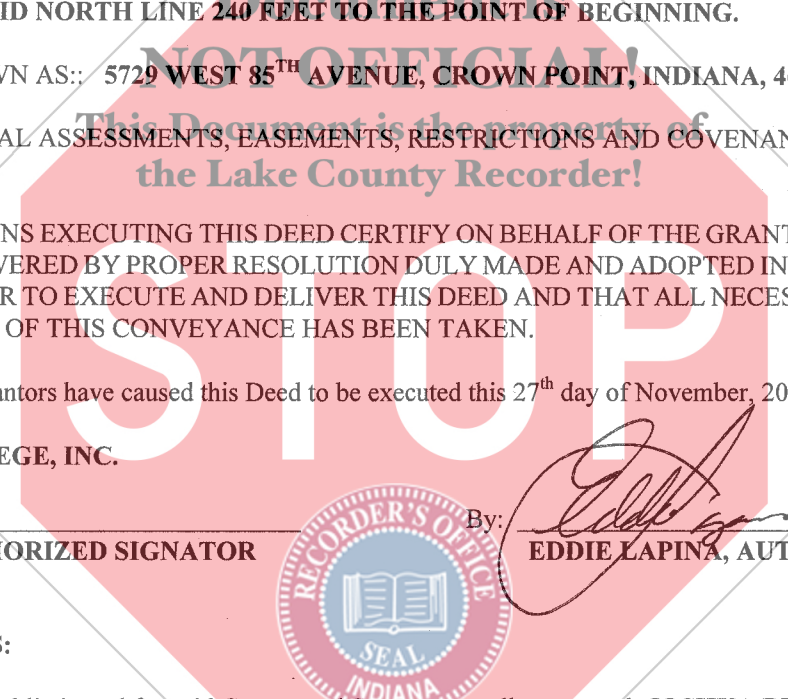 ID NORTH LINE 240 FEET TO THE POINT OF BEGINNING.
NOT OFFICIAL!
VN AS:: 5729 WEST 85TH AVENUE, CROWN POINT, INDIANA, 4
This Document is the property of
AL ASSESSMENTS, EASEMENTS, RESTRICTIONS AND COVENAN
the Lake County Recorder!
NS EXECUTING THIS DEED CERTIFY ON BEHALF OF THE GRANT
VERED BY PROPER RESOLUTION DULY MADE AND ADOPTED IN
R TO EXECUTE AND DELIVER THIS DEED AND THAT ALL NECES
OF THIS CONVEYANCE HAS BEEN TAKEN.
STOP
antors have caused this Deed to be executed this 27th day of November, 20
EGE, INC.
By:
HORIZED SIGNATOR
EDDIE LAPINA, AUT
RECORDER'S OFFICE
SEAL
INDIANA
S: